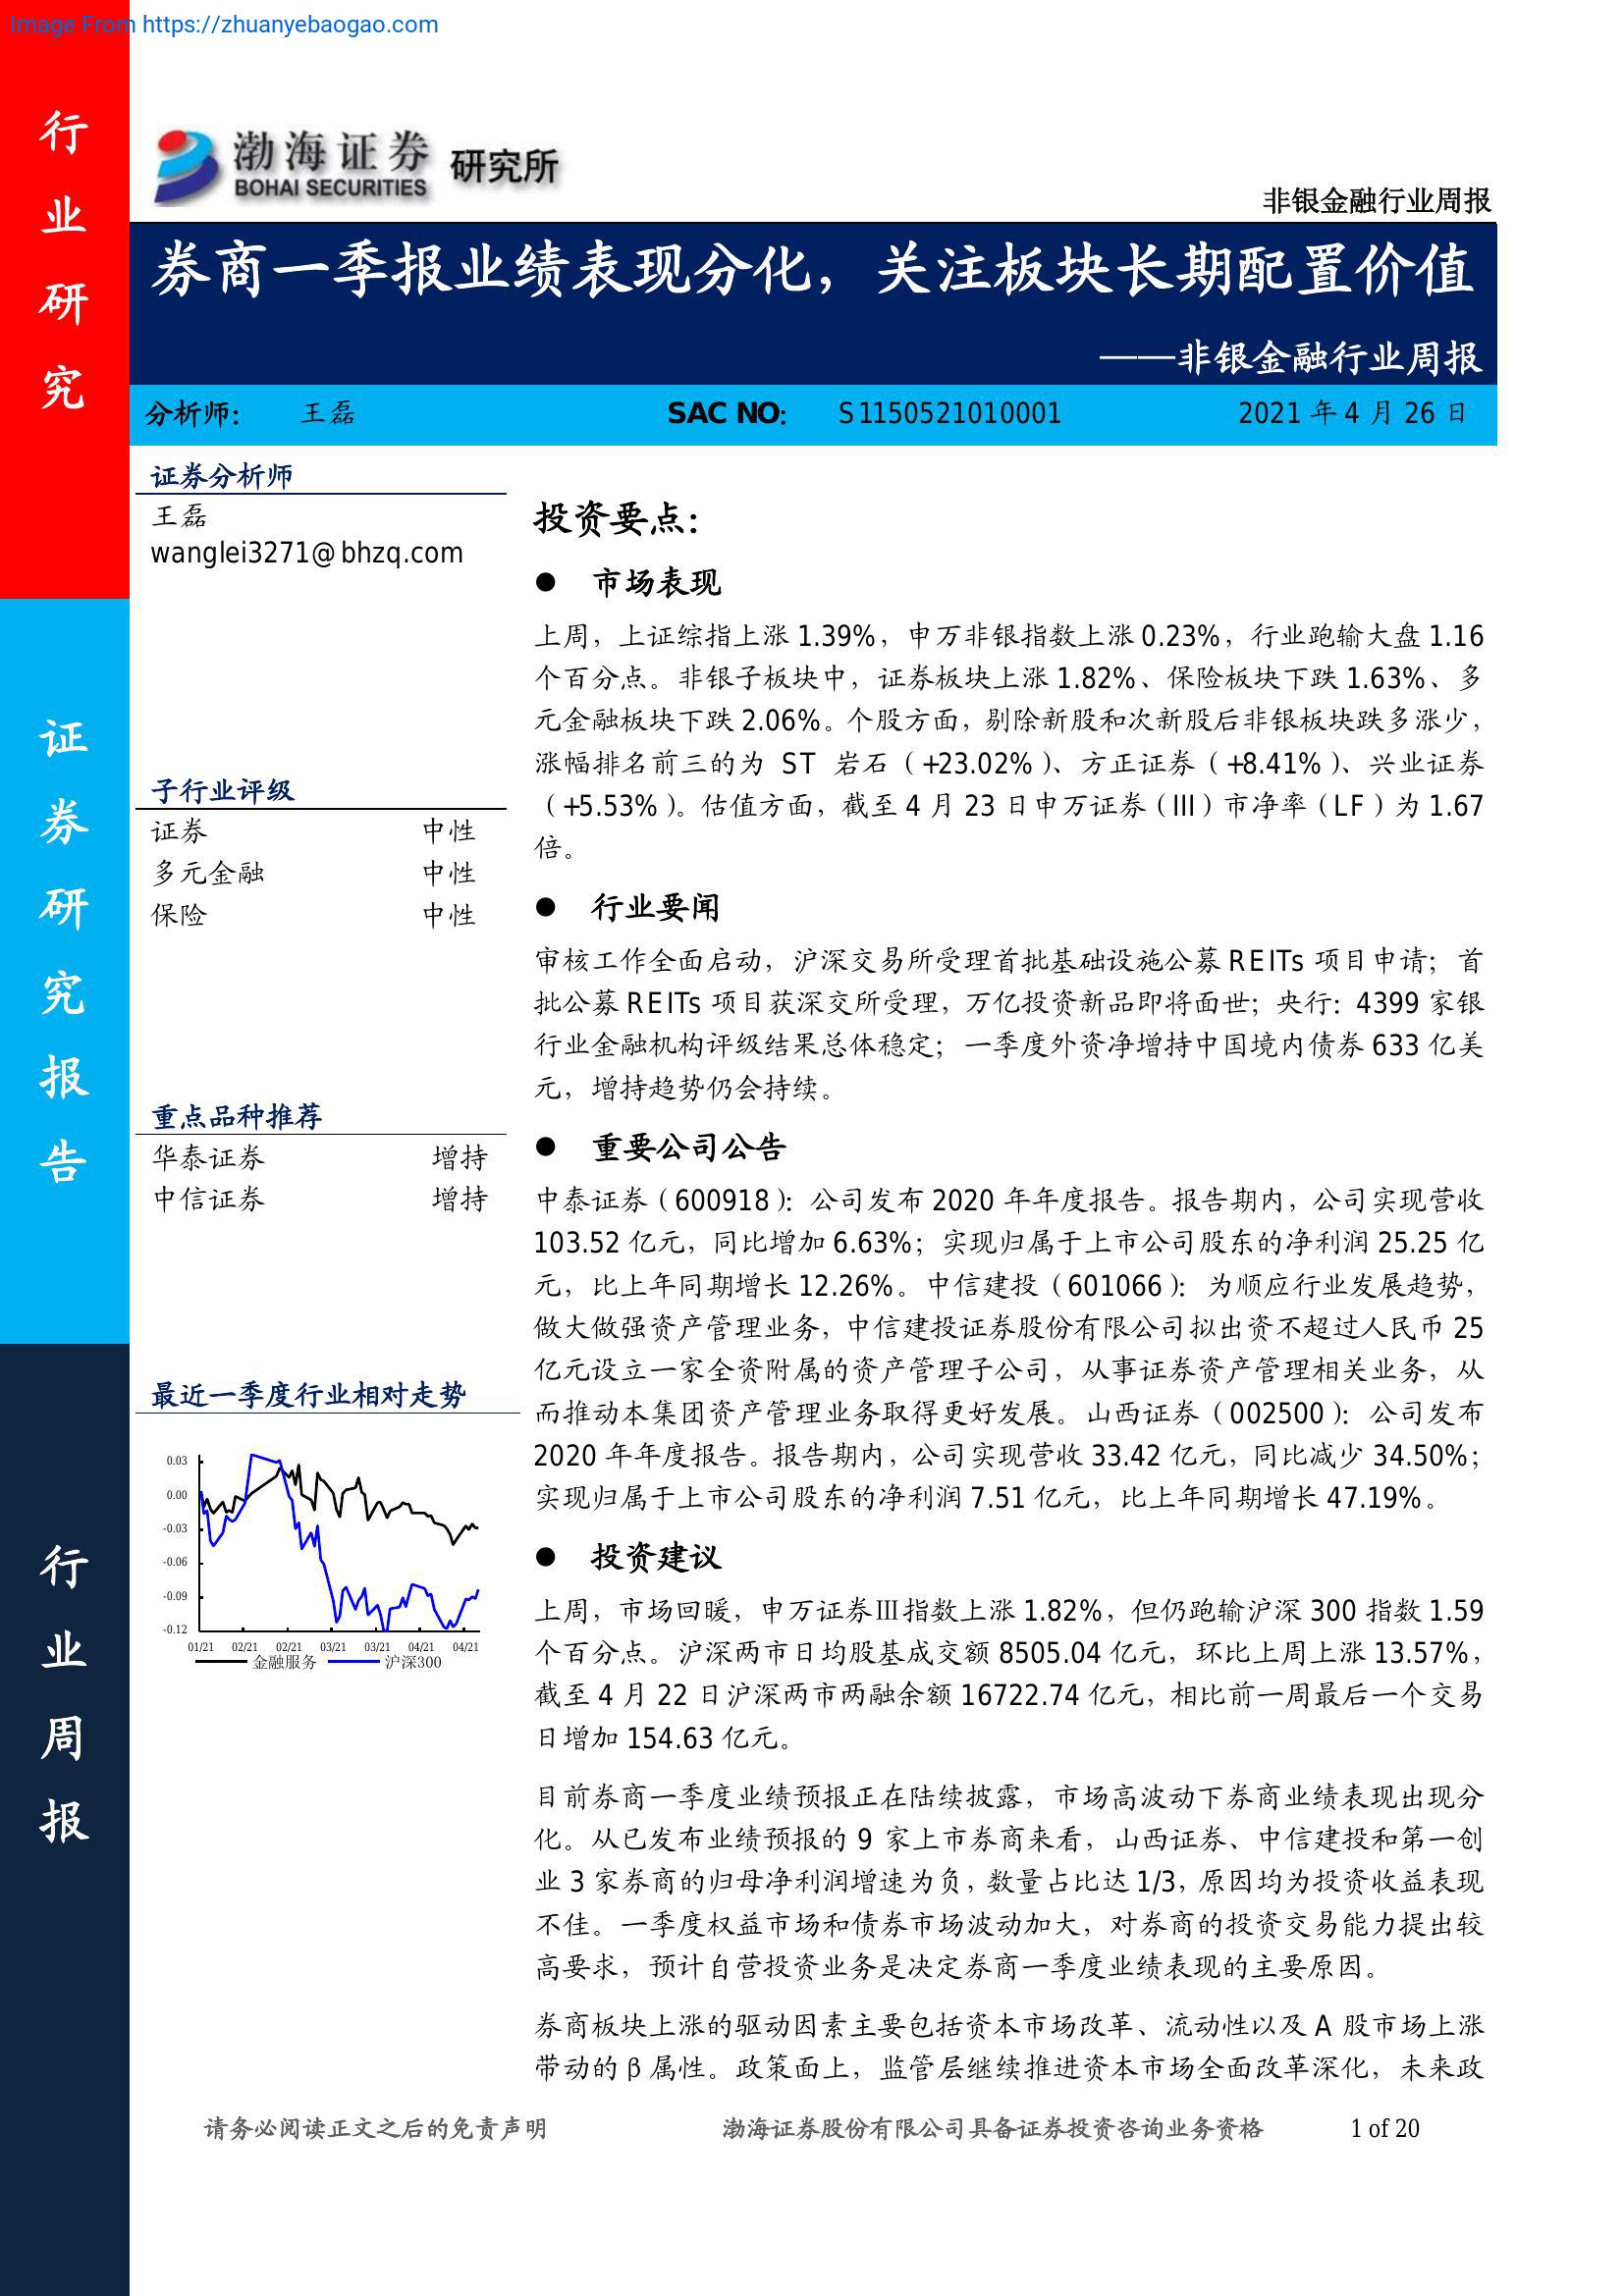 Image From https://zhuanyebaogao.com
行业研究
证券研究报告
行业周报
渤海证券 研究所
BOHAI SECURITIES
非银金融行业周报
券商一季报业绩表现分化，关注板块长期配置价值
——非银金融行业周报
分析师： 王磊 SAC NO： S1150521010001 2021 年 4 月 26 日
证券分析师
王磊
wanglei3271@bhzq.com
子行业评级
证券 中性
多元金融 中性
保险 中性
重点品种推荐
华泰证券 增持
中信证券 增持
最近一季度行业相对走势
0.03
0.00
-0.03
-0.06
-0.09
-0.12
01/21 02/21 02/21 03/21 03/21 04/21 04/21
金融服务 沪深300
投资要点：
● 市场表现
上周，上证综指上涨 1.39%，申万非银指数上涨 0.23%，行业跑输大盘 1.16
个百分点。非银子板块中，证券板块上涨 1.82%、保险板块下跌 1.63%、多
元金融板块下跌 2.06%。个股方面，剔除新股和次新股后非银板块跌多涨少，
涨幅排名前三的为 ST 岩石（+23.02%）、方正证券（+8.41%）、兴业证券
（+5.53%）。估值方面，截至 4 月 23 日申万证券（III）市净率（LF）为 1.67
倍。
● 行业要闻
审核工作全面启动，沪深交易所受理首批基础设施公募 REITs 项目申请；首
批公募 REITs 项目获深交所受理，万亿投资新品即将面世；央行：4399 家银
行业金融机构评级结果总体稳定；一季度外资净增持中国境内债券 633 亿美
元，增持趋势仍会持续。
● 重要公司公告
中泰证券（600918）：公司发布 2020 年年度报告。报告期内，公司实现营收
103.52 亿元，同比增加 6.63%；实现归属于上市公司股东的净利润 25.25 亿
元，比上年同期增长 12.26%。中信建投（601066）：为顺应行业发展趋势，
做大做强资产管理业务，中信建投证券股份有限公司拟出资不超过人民币 25
亿元设立一家全资附属的资产管理子公司，从事证券资产管理相关业务，从
而推动本集团资产管理业务取得更好发展。山西证券（002500）：公司发布
2020 年年度报告。报告期内，公司实现营收 33.42 亿元，同比减少 34.50%；
实现归属于上市公司股东的净利润 7.51 亿元，比上年同期增长 47.19%。
● 投资建议
上周，市场回暖，申万证券Ⅲ指数上涨 1.82%，但仍跑输沪深 300 指数 1.59
个百分点。沪深两市日均股基成交额 8505.04 亿元，环比上周上涨 13.57%，
截至 4 月 22 日沪深两市两融余额 16722.74 亿元，相比前一周最后一个交易
日增加 154.63 亿元。
目前券商一季度业绩预报正在陆续披露，市场高波动下券商业绩表现出现分
化。从已发布业绩预报的 9 家上市券商来看，山西证券、中信建投和第一创
业 3 家券商的归母净利润增速为负，数量占比达 1/3，原因均为投资收益表现
不佳。一季度权益市场和债券市场波动加大，对券商的投资交易能力提出较
高要求，预计自营投资业务是决定券商一季度业绩表现的主要原因。
券商板块上涨的驱动因素主要包括资本市场改革、流动性以及 A 股市场上涨
带动的 β 属性。政策面上，监管层继续推进资本市场全面改革深化，未来政
请务必阅读正文之后的免责声明 渤海证券股份有限公司具备证券投资咨询业务资格 1 of 20